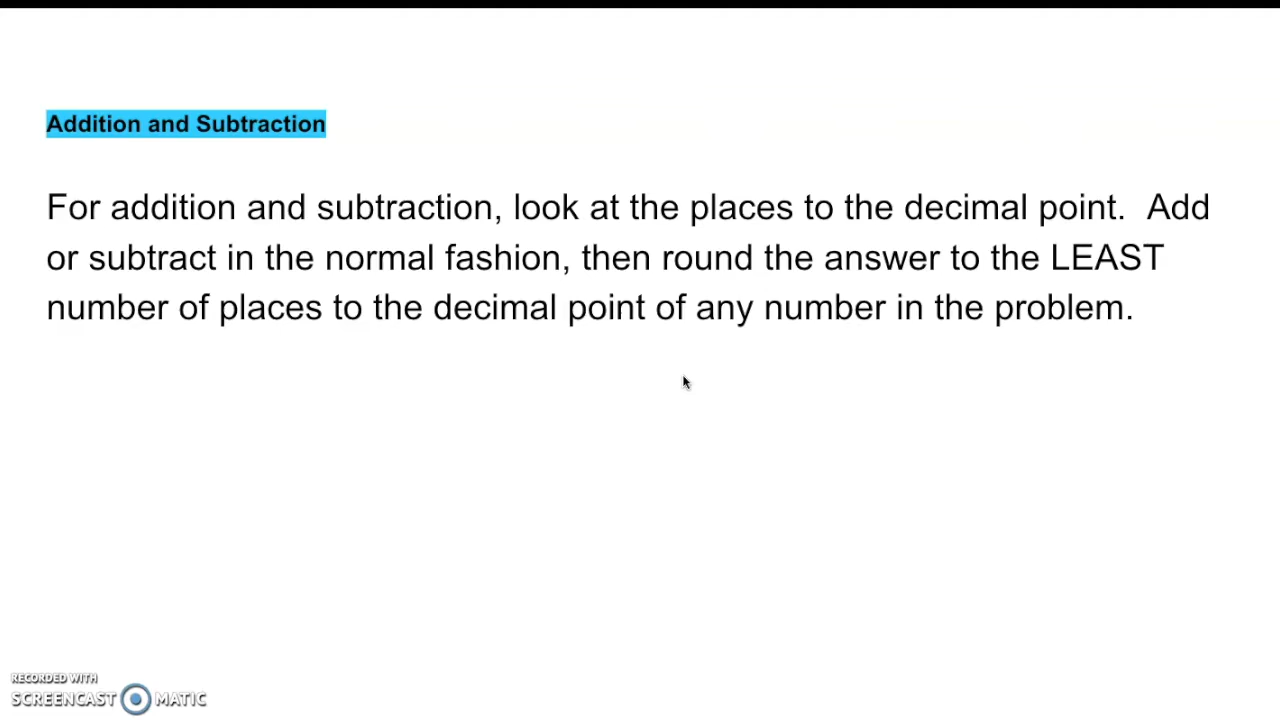 Addition and Subtraction
For addition and subtraction, look at the places to the decimal point.  Add
or subtract in the normal fashion, then round the answer to the LEAST
number of places to the decimal point of any number in the problem.
RECORDED WITH
SCREENCAST MATIC